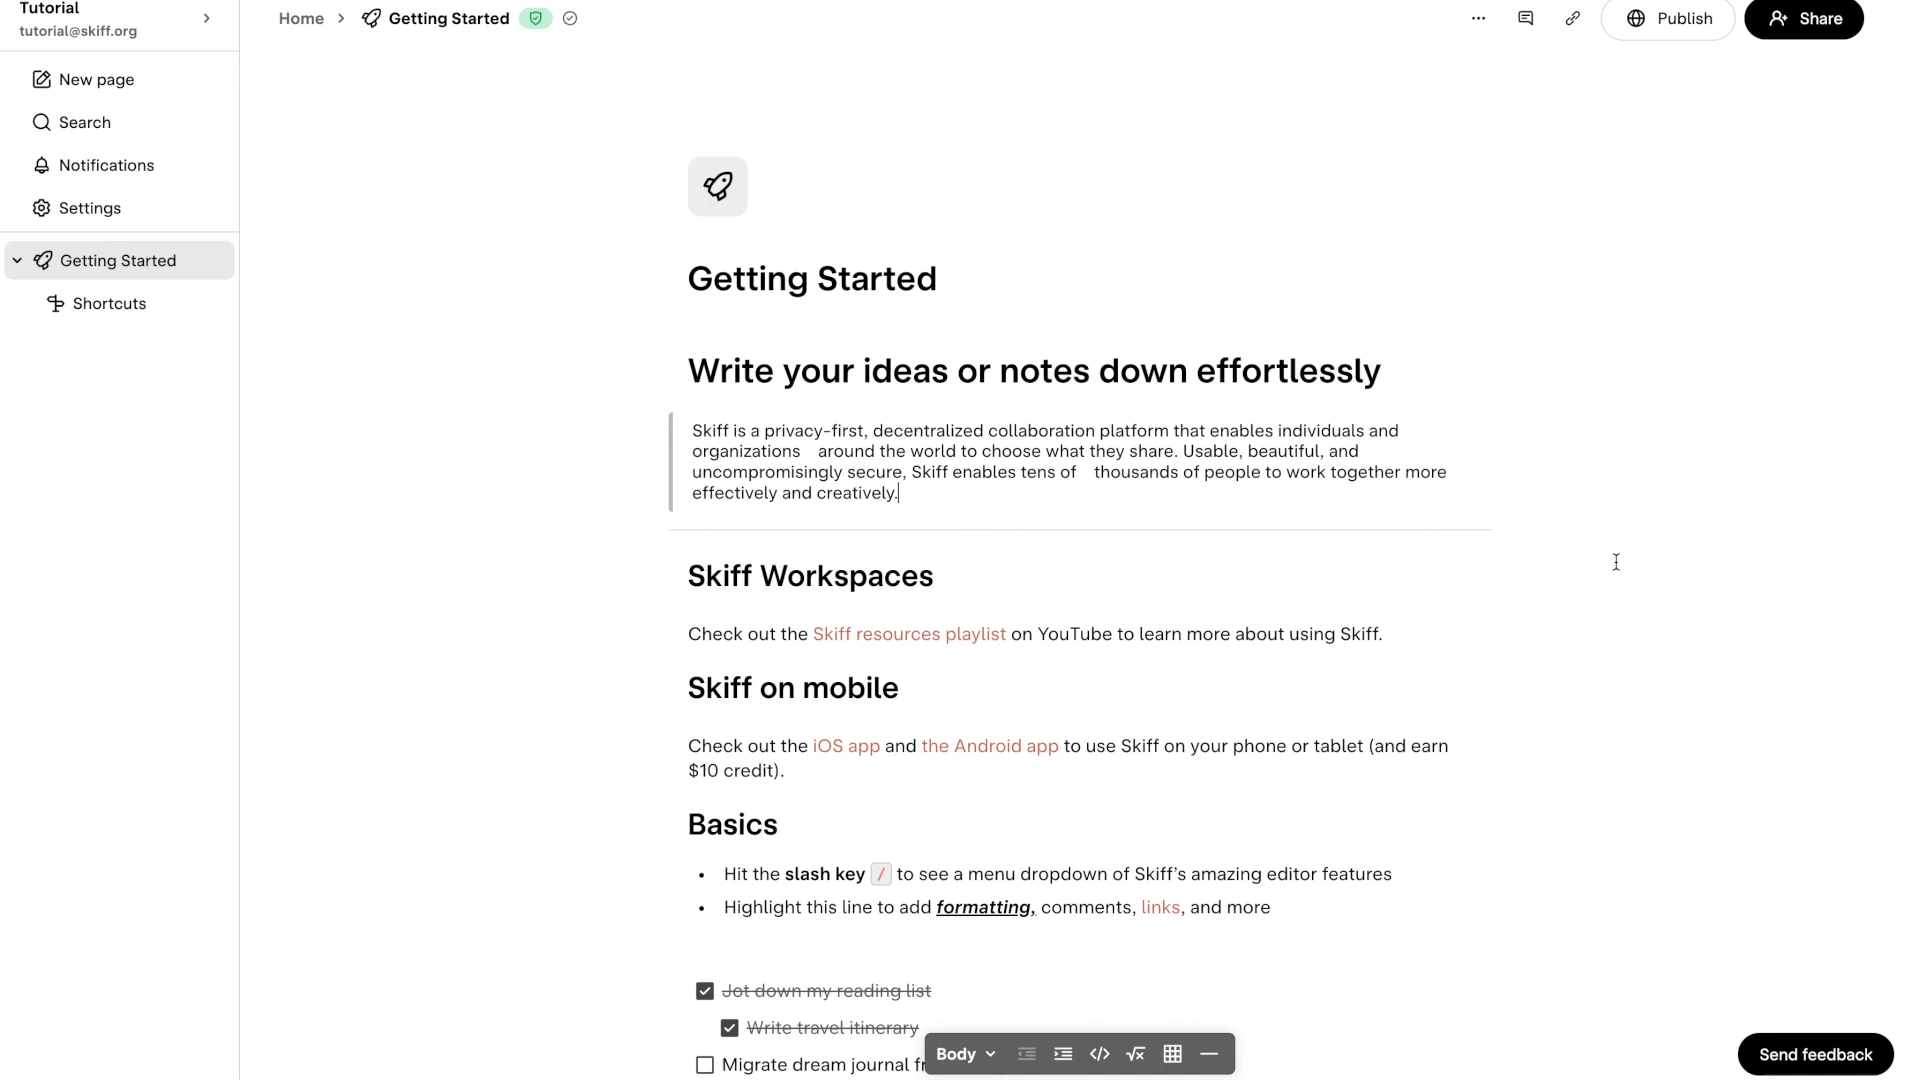 Tutorial
tutorial@skiff.org
New page
Search
Notifications
Settings
Getting Started
Shortcuts
Home
Getting Started
Publish
Share
Getting Started
Write your ideas or notes down effortlessly
Skiff is a privacy-first, decentralized collaboration platform that enables individuals and
organizations around the world to choose what they share. Usable, beautiful, and
uncompromisingly secure, Skiff enables tens of thousands of people to work together more
effectively and creatively.
Skiff Workspaces
Check out the Skiff resources playlist on YouTube to learn more about using Skiff.
Skiff on mobile
Check out the iOS app and the Android app to use Skiff on your phone or tablet (and earn
$10 credit).
Basics
• Hit the slash key / to see a menu dropdown of Skiff's amazing editor features
• Highlight this line to add formatting, comments, links, and more
Jot down my reading list
Write travel itinerary
Migrate dream journal
Body
Send feedback